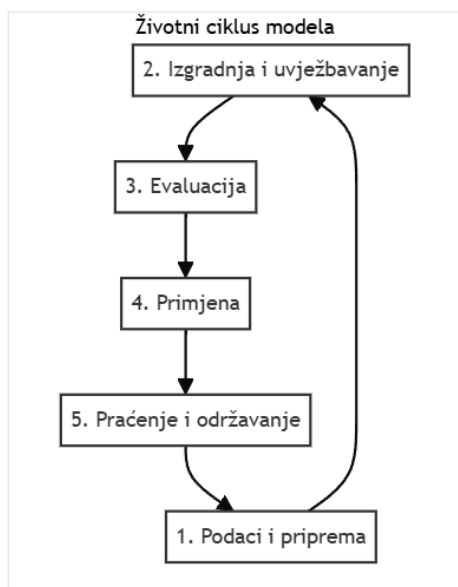 Životni ciklus modela
2. Izgradnja i uvježbavanje
3. Evaluacija
4. Primjena
5. Praćenje i održavanje
1. Podaci i priprema